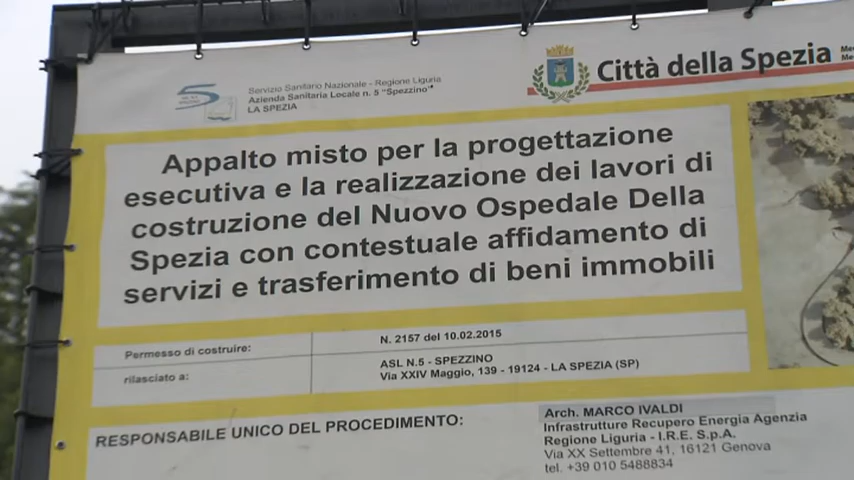 Servizio Sanitario Nazionale - Regione Liguria
Azienda Sanitaria Locale n. 5 "Spezzino"
LA SPEZIA
Città della Spezia
Appalto misto per la progettazione
esecutiva e la realizzazione dei lavori di
costruzione del Nuovo Ospedale Della
Spezia con contestuale affidamento di
servizi e trasferimento di beni immobili
Permesso di costruire:
N. 2157 del 10.02.2015
rilasciato a:
ASL N.5 - SPEZZINO
Via XXIV Maggio, 139 - 19124 - LA SPEZIA (SP)
RESPONSABILE UNICO DEL PROCEDIMENTO:
Arch. MARCO IVALDI
Infrastrutture Recupero Energia Agenzia
Regione Liguria - I.R.E. S.p.A.
Via XX Settembre 41, 16121 Genova
tel. +39 010 5488834